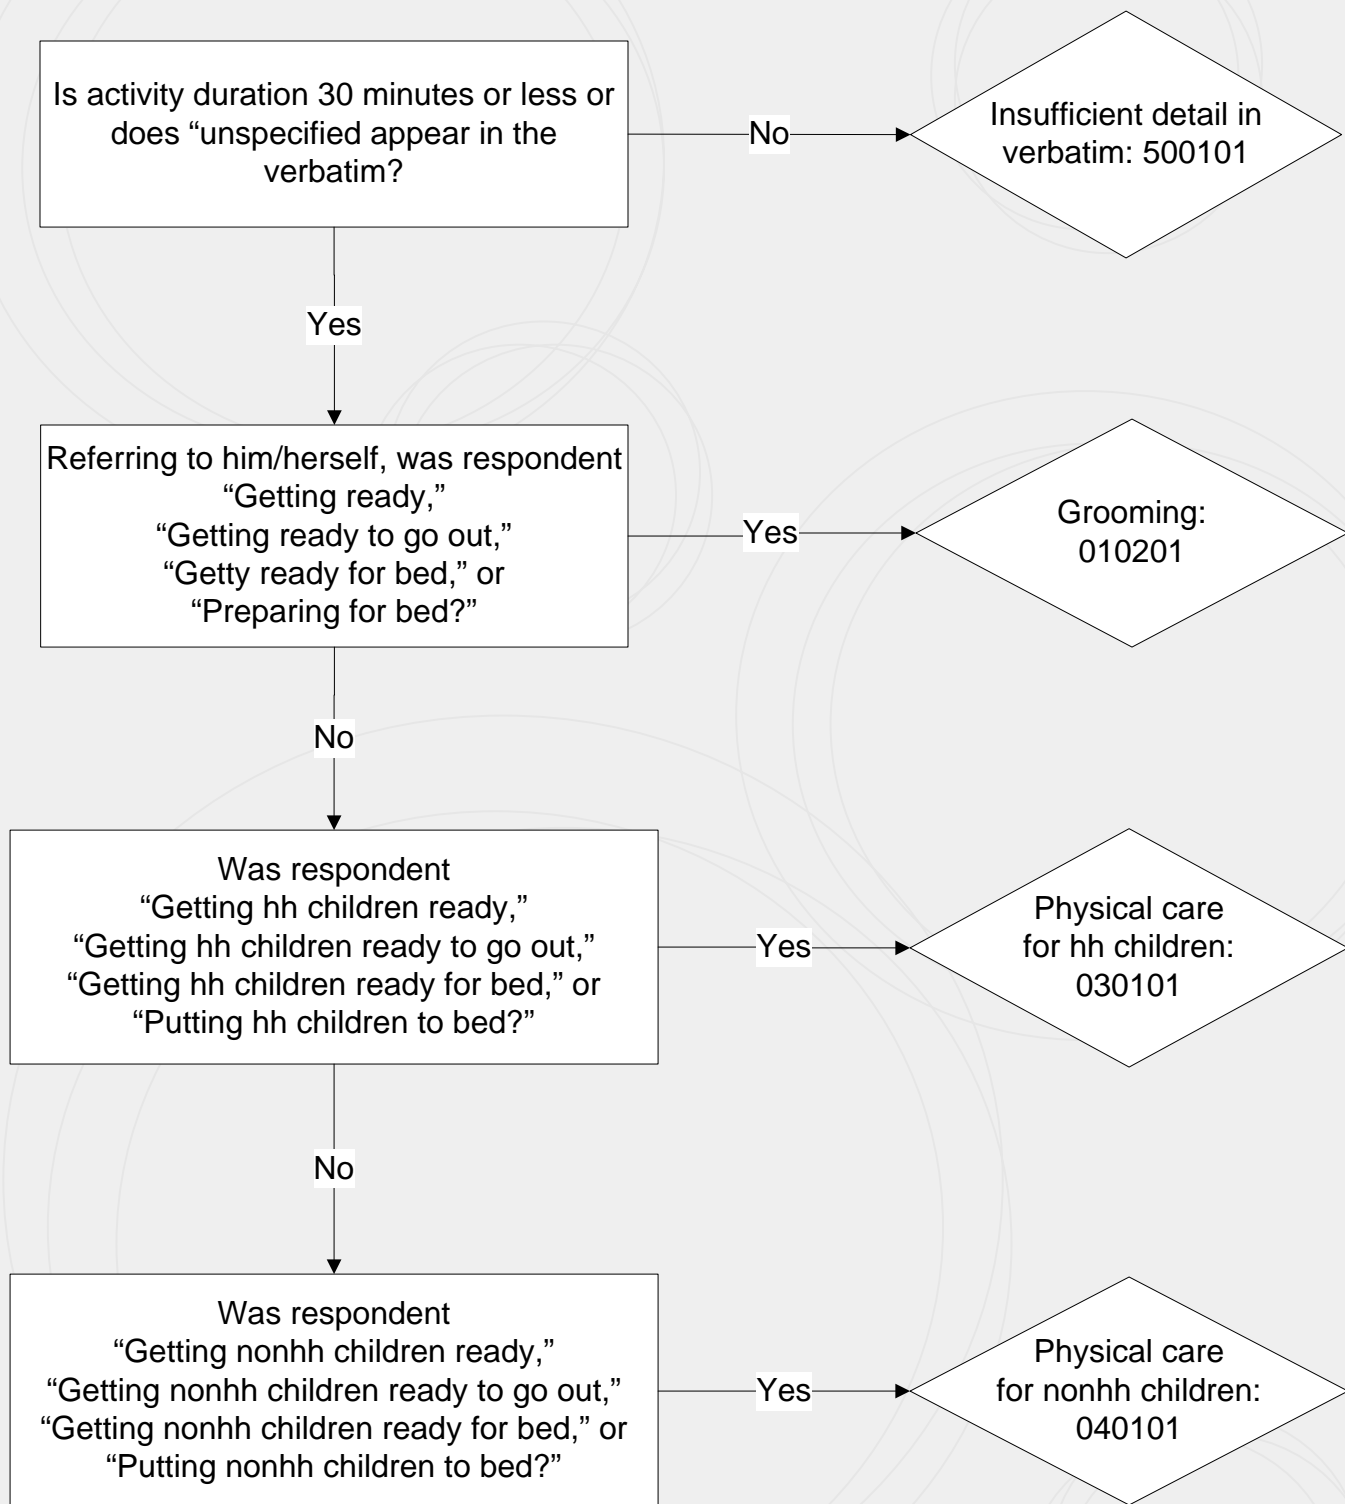 Is activity duration 30 minutes or less or
does “unspecified appear in the
verbatim?
No
Insufficient detail in
verbatim: 500101
Yes
Referring to him/herself, was respondent
“Getting ready,”
“Getting ready to go out,”
“Getty ready for bed,” or
“Preparing for bed?”
Yes
Grooming:
010201
No
Was respondent
“Getting hh children ready,”
“Getting hh children ready to go out,”
“Getting hh children ready for bed,” or
“Putting hh children to bed?”
Yes
Physical care
for hh children:
030101
No
Was respondent
“Getting nonhh children ready,”
“Getting nonhh children ready to go out,”
“Getting nonhh children ready for bed,” or
“Putting nonhh children to bed?”
Yes
Physical care
for nonhh children:
040101